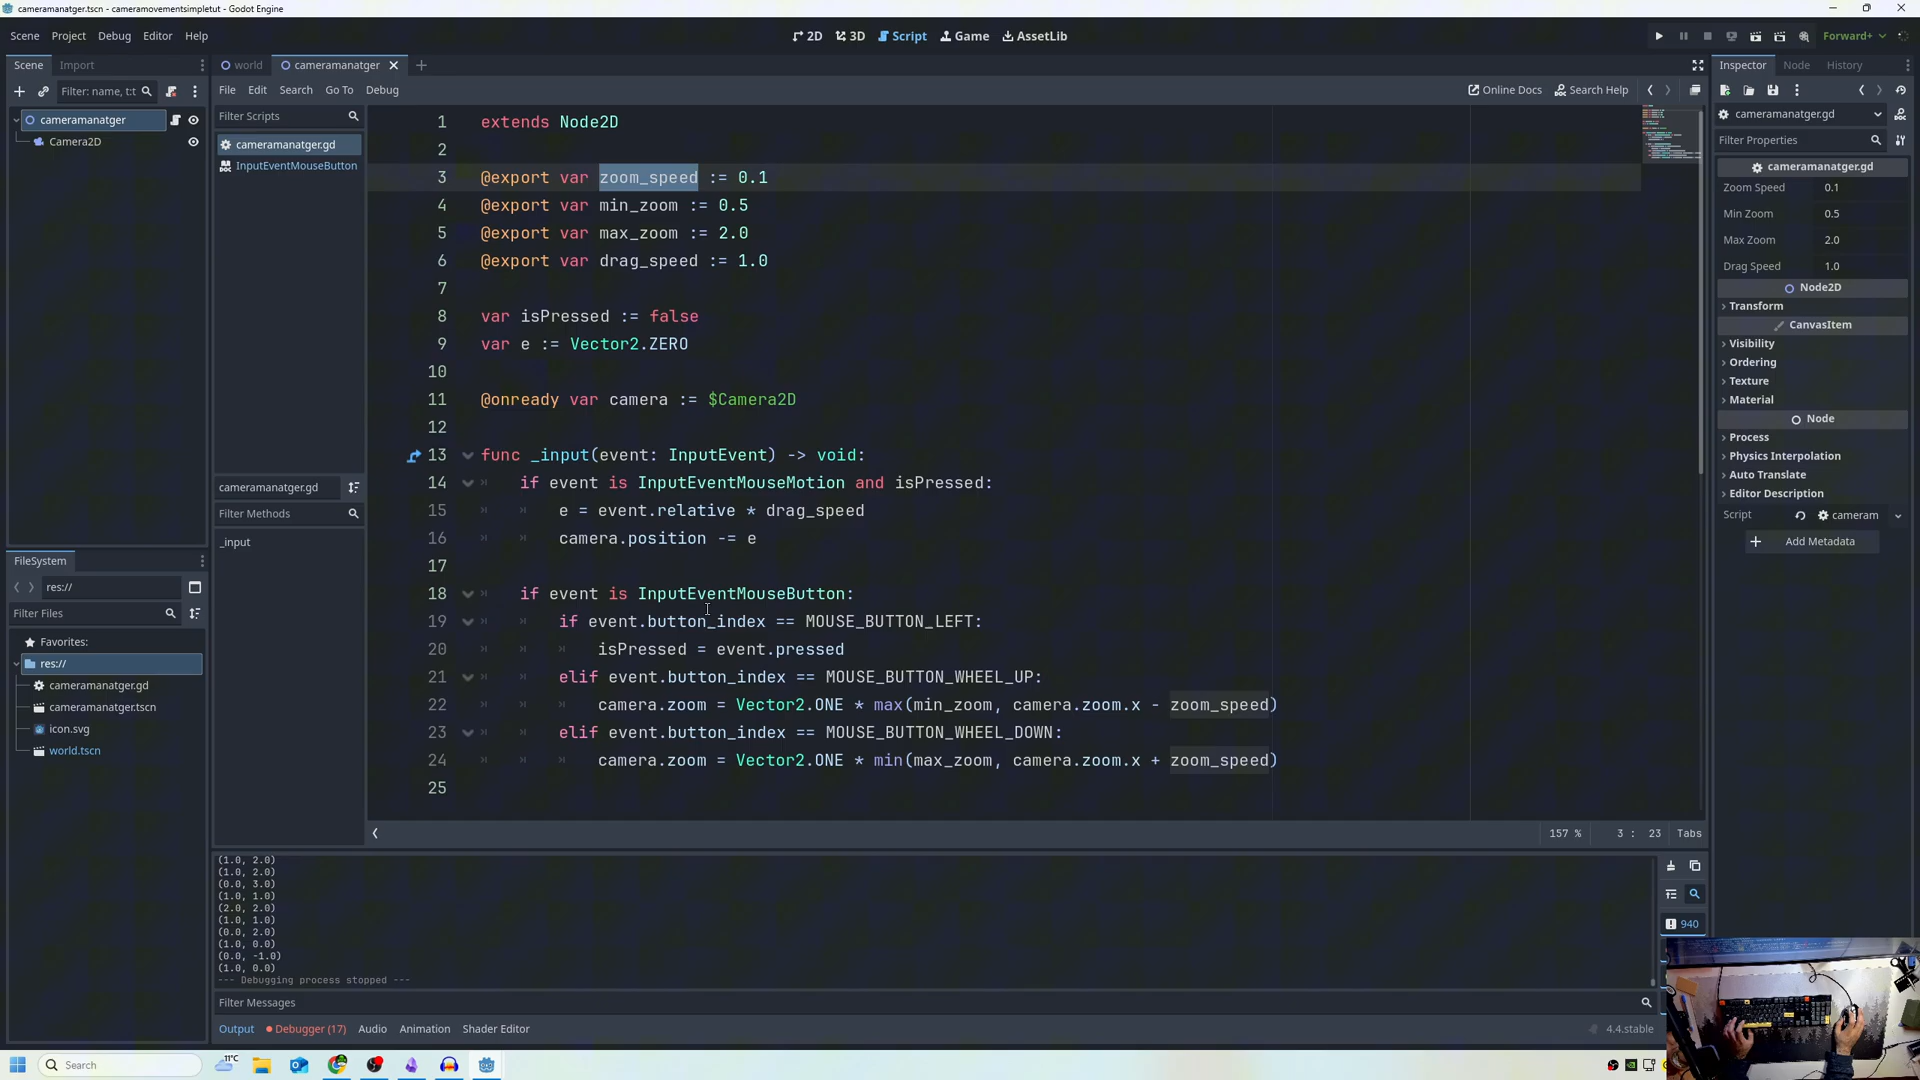 cameramanatger.tscn - cameramovementsimpletut - Godot Engine
Scene Project Debug Editor Help
2D 3D Script Game AssetLib
Forward+
Scene Import
world cameramanatger
Inspector Node History
Filter: name, t:t
File Edit Search Go To Debug
Online Docs Search Help
cameramanatger
Camera2D
Filter Scripts
cameramanatger.gd
InputEventMouseButton
cameramanatger.gd
Filter Methods
_input
1 extends Node2D
2
3 @export var zoom_speed := 0.1
4 @export var min_zoom := 0.5
5 @export var max_zoom := 2.0
6 @export var drag_speed := 1.0
7
8 var isPressed := false
9 var e := Vector2.ZERO
10
11 @onready var camera := $Camera2D
12
13 func _input(event: InputEvent) -> void:
14 if event is InputEventMouseMotion and isPressed:
15 e = event.relative * drag_speed
16 camera.position -= e
17
18 if event is InputEventMouseButton:
19 if event.button_index == MOUSE_BUTTON_LEFT:
20 isPressed = event.pressed
21 elif event.button_index == MOUSE_BUTTON_WHEEL_UP:
22 camera.zoom = Vector2.ONE * max(min_zoom, camera.zoom.x - zoom_speed)
23 elif event.button_index == MOUSE_BUTTON_WHEEL_DOWN:
24 camera.zoom = Vector2.ONE * min(max_zoom, camera.zoom.x + zoom_speed)
25
157 % 3 : 23 Tabs
cameramanatger.gd
Filter Properties
cameramanatger.gd
Zoom Speed 0.1
Min Zoom 0.5
Max Zoom 2.0
Drag Speed 1.0
Node2D
Transform
CanvasItem
Visibility
Ordering
Texture
Material
Node
Process
Physics Interpolation
Auto Translate
Editor Description
Script cameram
Add Metadata
FileSystem
res://
Filter Files
Favorites:
res://
cameramanatger.gd
cameramanatger.tscn
icon.svg
world.tscn
(1.0, 2.0)
(1.0, 2.0)
(0.0, 3.0)
(1.0, 1.0)
(2.0, 2.0)
(1.0, 1.0)
(0.0, 2.0)
(1.0, 0.0)
(0.0, -1.0)
(1.0, 0.0)
--- Debugging process stopped ---
940
Filter Messages
Output Debugger (17) Audio Animation Shader Editor
4.4.stable
Search
11°C